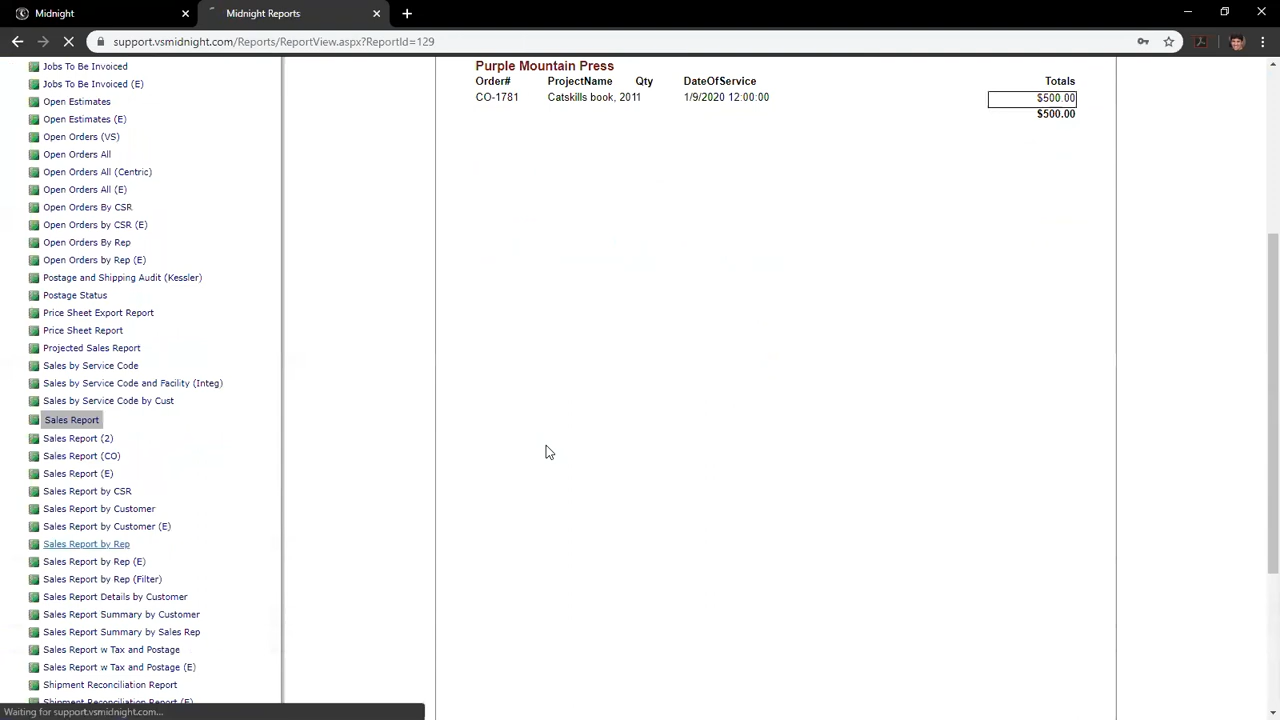 Midnight
Midnight Reports
support.vsmidnight.com/Reports/ReportView.aspx?ReportId=129
Jobs To Be Invoiced
Jobs To Be Invoiced (E)
Open Estimates
Open Estimates (E)
Open Orders (VS)
Open Orders All
Open Orders All (Centric)
Open Orders All (E)
Open Orders By CSR
Open Orders by CSR (E)
Open Orders By Rep
Open Orders by Rep (E)
Postage and Shipping Audit (Kessler)
Postage Status
Price Sheet Export Report
Price Sheet Report
Projected Sales Report
Sales by Service Code
Sales by Service Code and Facility (Integ)
Sales by Service Code by Cust
Sales Report
Sales Report (2)
Sales Report (CO)
Sales Report (E)
Sales Report by CSR
Sales Report by Customer
Sales Report by Customer (E)
Sales Report by Rep
Sales Report by Rep (E)
Sales Report by Rep (Filter)
Sales Report Details by Customer
Sales Report Summary by Customer
Sales Report Summary by Sales Rep
Sales Report w Tax and Postage
Sales Report w Tax and Postage (E)
Shipment Reconciliation Report
Shipment Reconciliation Report (E)
Purple Mountain Press
Order# ProjectName Qty DateOfService Totals
CO-1781 Catskills book, 2011 1/9/2020 12:00:00 $500.00
$500.00
Waiting for support.vsmidnight.com...